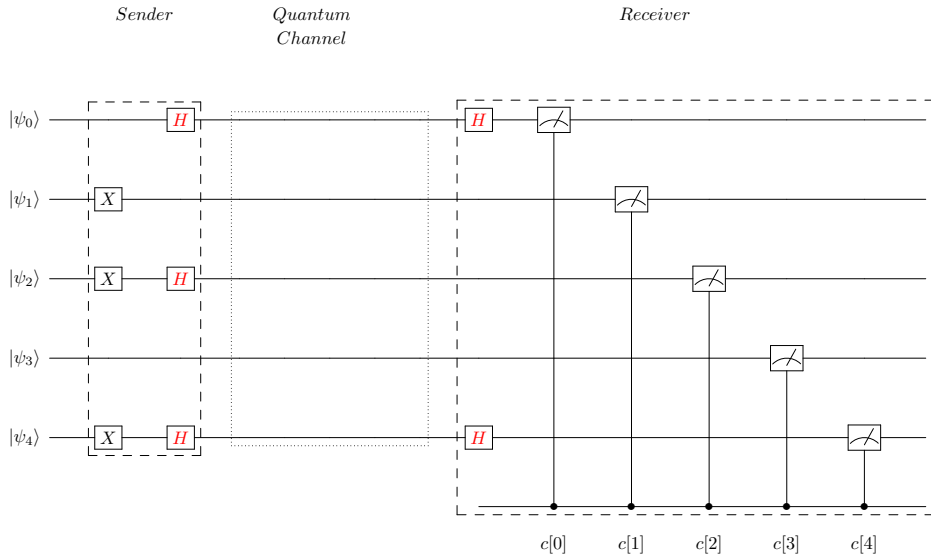 Sender Quantum Receiver
Channel
|ψ₀⟩ H H
|ψ₁⟩ X
|ψ₂⟩ X H
|ψ₃⟩
|ψ₄⟩ X H H
c[0] c[1] c[2] c[3] c[4]